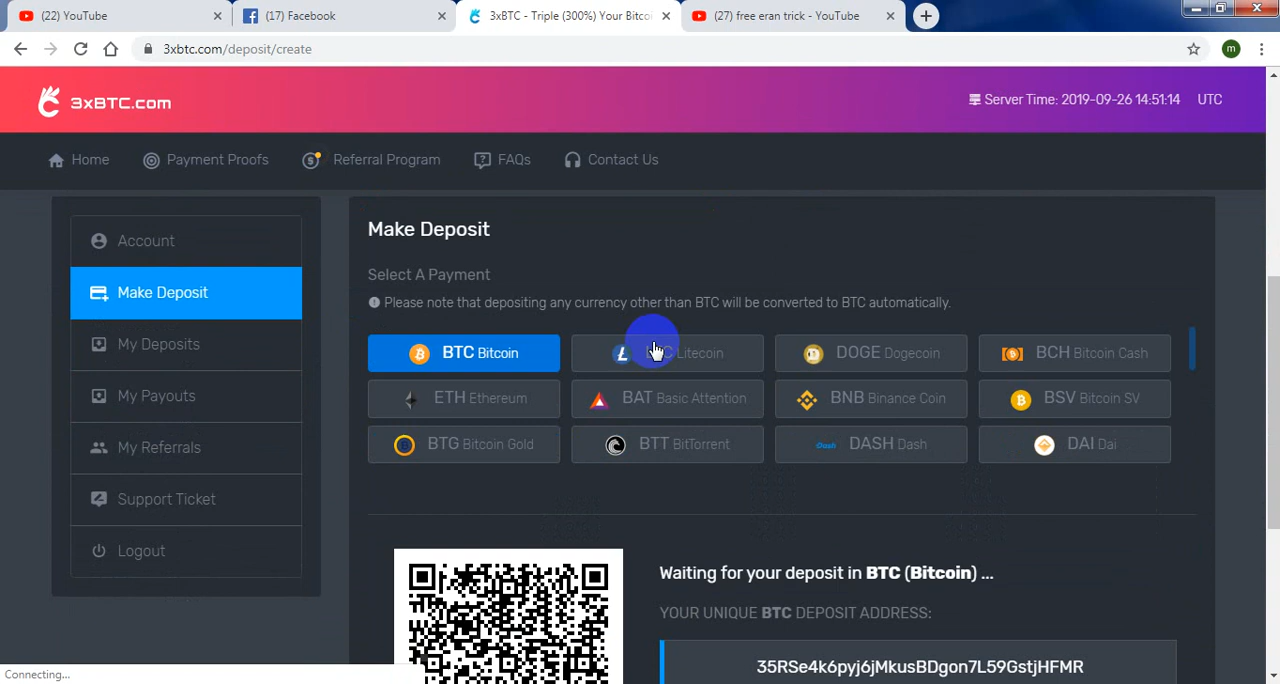 (22) YouTube
(17) Facebook
3xBTC - Triple (300%) Your Bitco
(27) free eran trick - YouTube
3xbtc.com/deposit/create
m
3xBTC.com
Server Time: 2019-09-26 14:51:14 UTC
Home
Payment Proofs
Referral Program
FAQs
Contact Us
Account
Make Deposit
My Deposits
My Payouts
My Referrals
Support Ticket
Logout
Make Deposit
Select A Payment
Please note that depositing any currency other than BTC will be converted to BTC automatically.
BTC Bitcoin
Litecoin
DOGE Dogecoin
BCH Bitcoin Cash
ETH Ethereum
BAT Basic Attention
BNB Binance Coin
BSV Bitcoin SV
BTG Bitcoin Gold
BTT BitTorrent
DASH Dash
DAI Dai
Waiting for your deposit in BTC (Bitcoin) ...
YOUR UNIQUE BTC DEPOSIT ADDRESS:
35RSe4k6pyj6jMkusBDgon7L59GstjHFMR
Connecting...